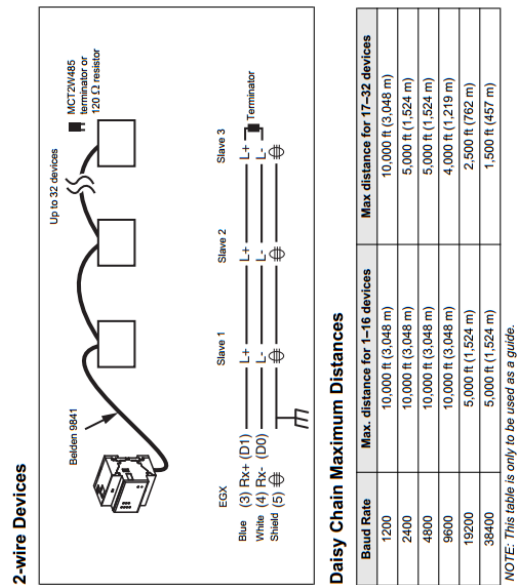 2-wire Devices
Up to 32 devices
MCT2W485
terminator or
120 Ω resistor
Belden 9841
EGX
Slave 1
Slave 2
Slave 3
Blue (3) Rx+ (D1)
L+
L+
L+
Terminator
White (4) Rx- (D0)
L-
L-
L-
Shield (5)
Daisy Chain Maximum Distances
Baud Rate Max. distance for 1–16 devices Max distance for 17–32 devices
1200 10,000 ft (3,048 m) 10,000 ft (3,048 m)
2400 10,000 ft (3,048 m) 5,000 ft (1,524 m)
4800 10,000 ft (3,048 m) 5,000 ft (1,524 m)
9600 10,000 ft (3,048 m) 4,000 ft (1,219 m)
19200 5,000 ft (1,524 m) 2,500 ft (762 m)
38400 5,000 ft (1,524 m) 1,500 ft (457 m)
NOTE: This table is only to be used as a guide.